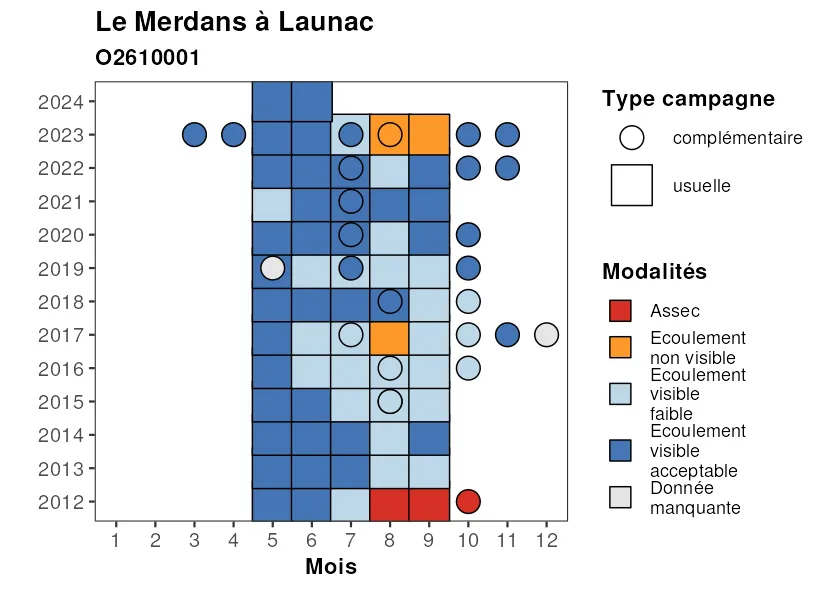 Le Merdans à Launac
O2610001
2024
2023
2022
2021
2020
2019
2018
2017
2016
2015
2014
2013
2012
1 2 3 4 5 6 7 8 9 10 11 12
Mois
Type campagne
complémentaire
usuelle
Modalités
Assec
Ecoulement
non visible
Ecoulement
visible
faible
Ecoulement
visible
acceptable
Donnée
manquante